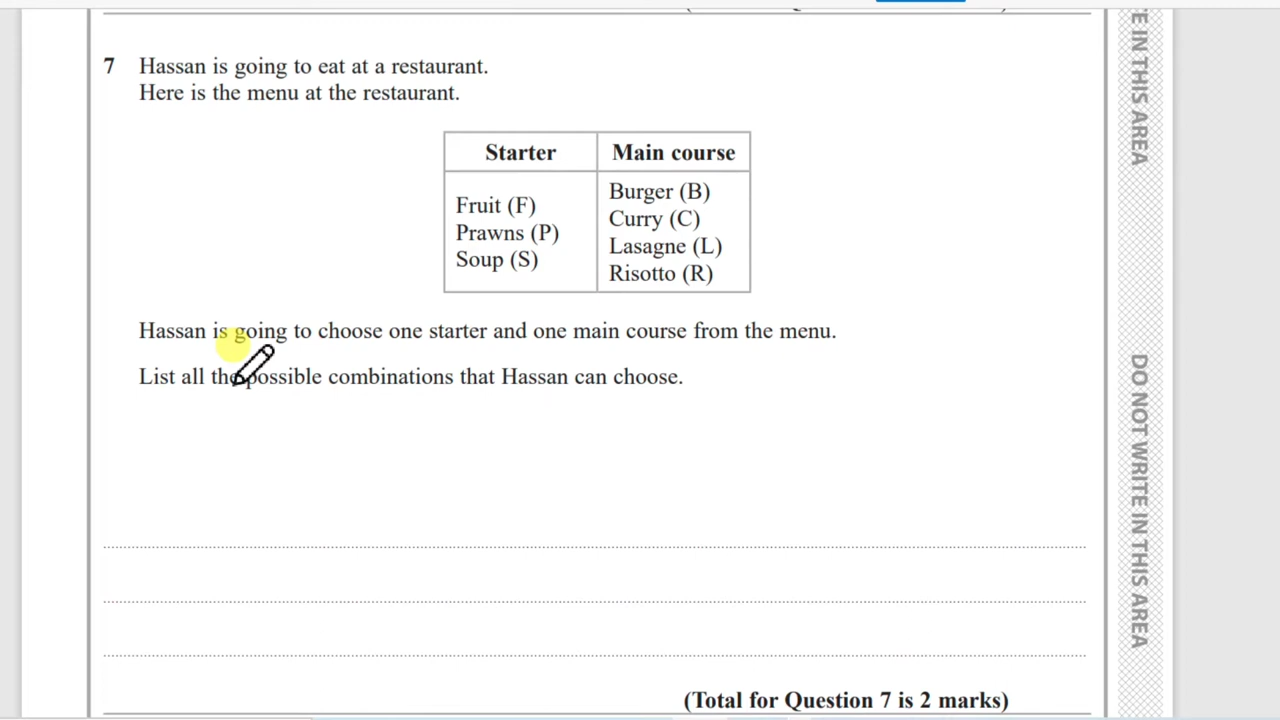 7 Hassan is going to eat at a restaurant.
Here is the menu at the restaurant.
Starter Main course
Fruit (F)
Prawns (P)
Soup (S)
Burger (B)
Curry (C)
Lasagne (L)
Risotto (R)
Hassan is going to choose one starter and one main course from the menu.
List all the possible combinations that Hassan can choose.
(Total for Question 7 is 2 marks)
E IN THIS AREA
DO NOT WRITE IN THIS AREA